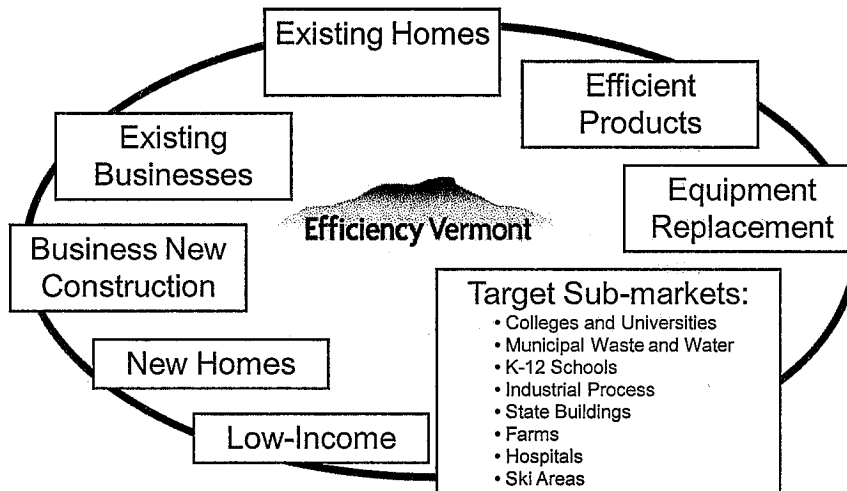 Existing Homes
Efficient
Products
Existing
Businesses
Equipment
Replacement
Efficiency Vermont
Business New
Construction
Target Sub-markets:
• Colleges and Universities
• Municipal Waste and Water
• K-12 Schools
• Industrial Process
• State Buildings
• Farms
• Hospitals
• Ski Areas
New Homes
Low-Income